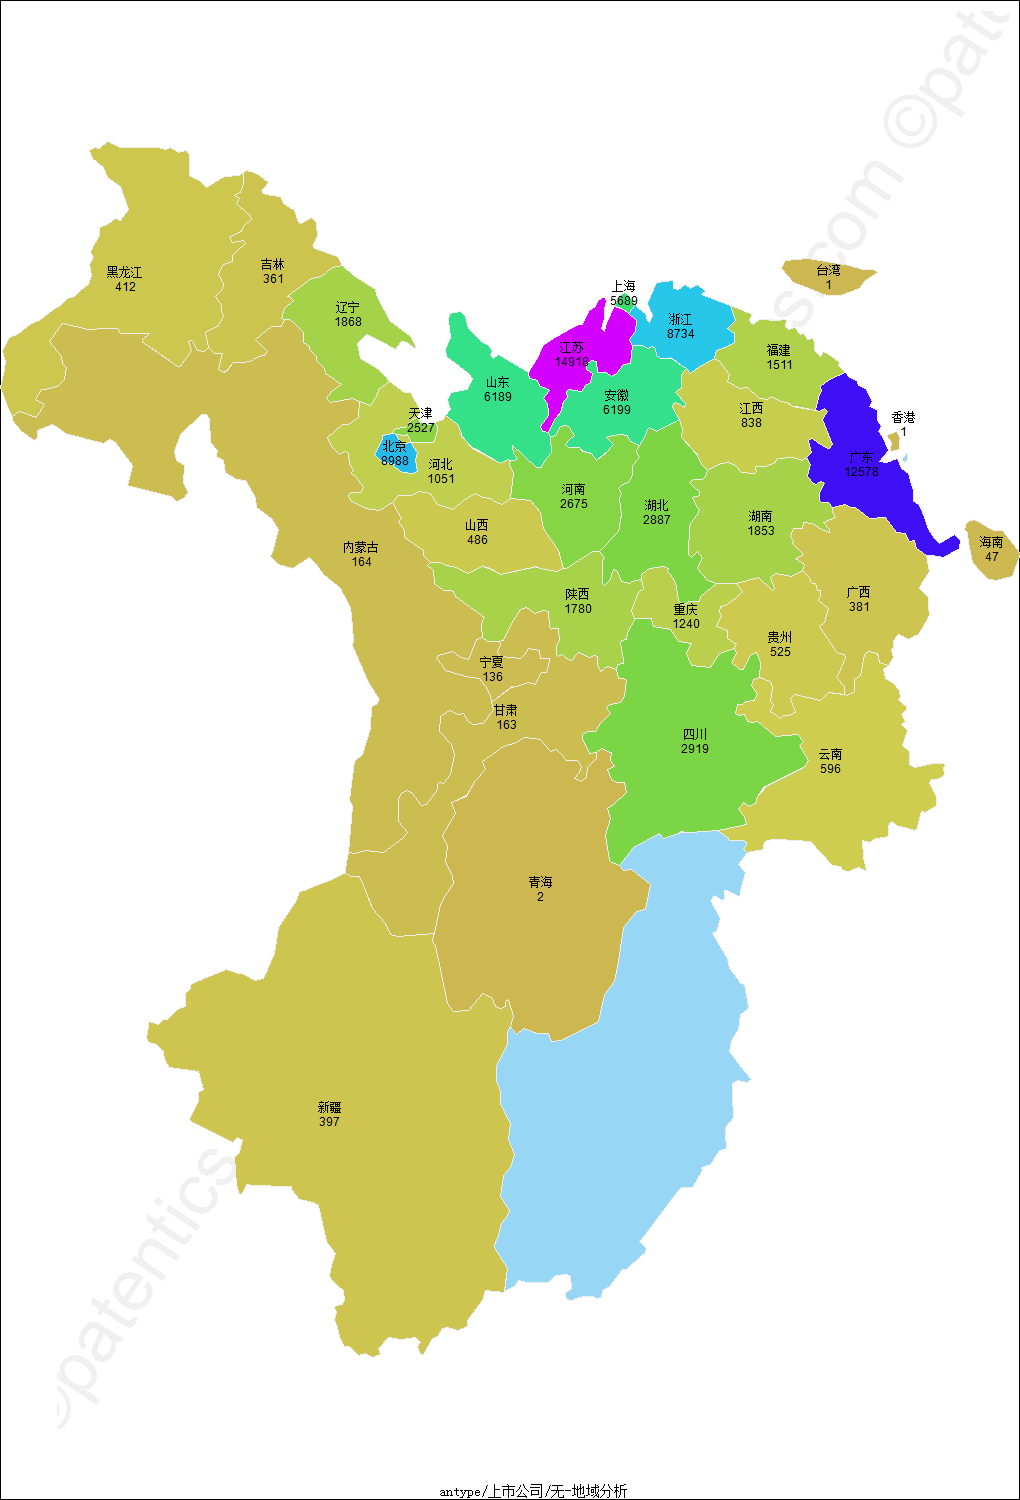 ©patentics.com ©patentics.com
黑龙江
412
吉林
361
台湾
1
上海
5689
辽宁
1868
浙江
8734
江苏
14918
福建
1511
山东
6189
安徽
6199
江西
838
天津
2527
香港
1
北京
8988
河北
1051
广东
12578
河南
2675
湖北
2887
湖南
1853
山西
486
内蒙古
164
海南
47
陕西
1780
重庆
1240
广西
381
贵州
525
宁夏
136
甘肃
163
四川
2919
云南
596
青海
2
新疆
397
antype/上市公司/无-地域分析